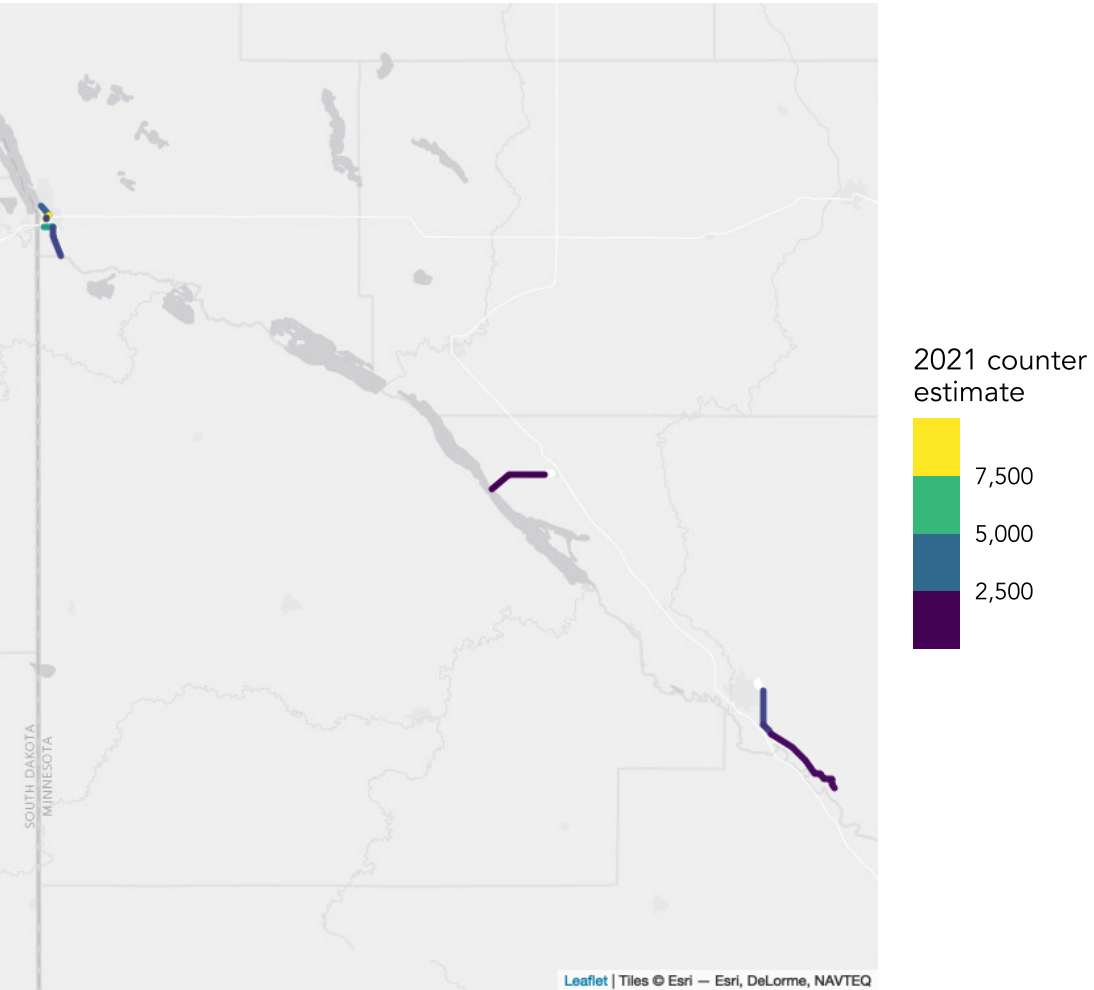 2021 counter
estimate
7,500
5,000
2,500
SOUTH DAKOTA
MINNESOTA
Leaflet | Tiles © Esri — Esri, DeLorme, NAVTEQ